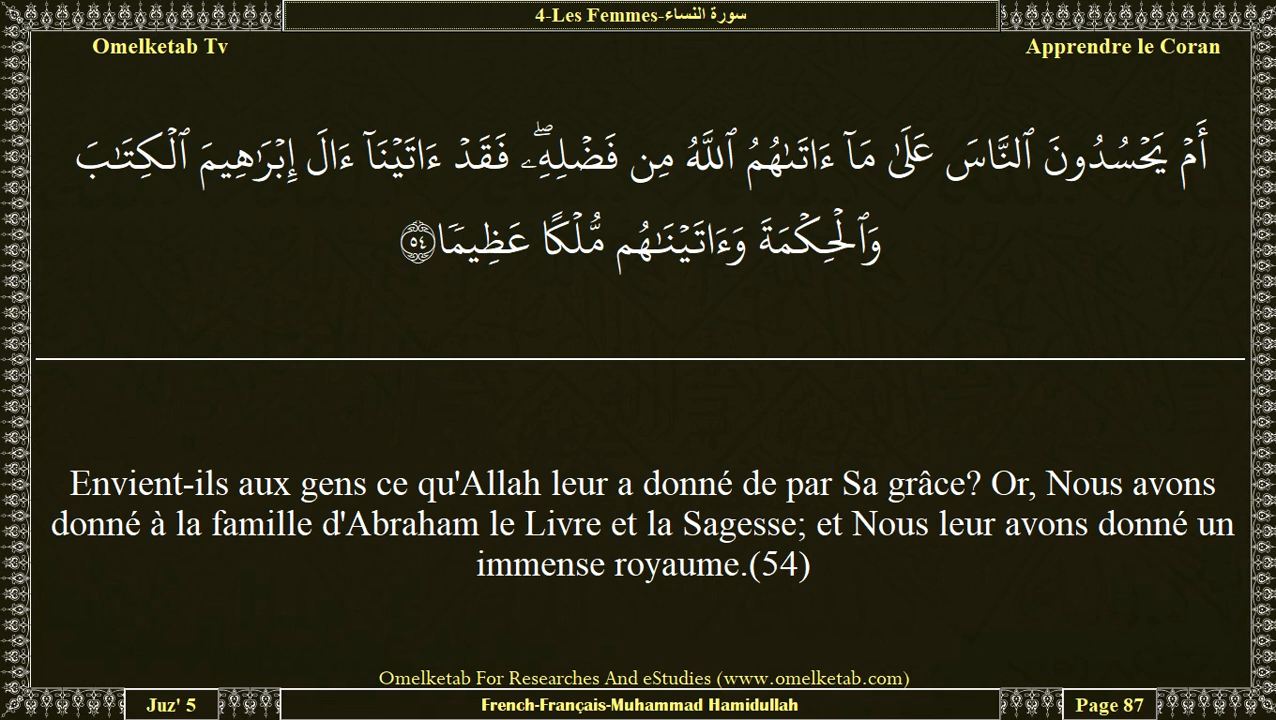 4-Les Femmes-سورة النساء
Omelketab Tv
Apprendre le Coran
أَمۡ يَحۡسُدُونَ ٱلنَّاسَ عَلَىٰ مَآ ءَاتَىٰهُمُ ٱللَّهُ مِن فَضۡلِهِۦۖ فَقَدۡ ءَاتَيۡنَآ ءَالَ إِبۡرَٰهِيمَ ٱلۡكِتَٰبَ
وَٱلۡحِكۡمَةَ وَءَاتَيۡنَٰهُم مُّلۡكًا عَظِيمٗا ٥٤
Envient-ils aux gens ce qu'Allah leur a donné de par Sa grâce? Or, Nous avons
donné à la famille d'Abraham le Livre et la Sagesse; et Nous leur avons donné un
immense royaume.(54)
Omelketab For Researches And eStudies (www.omelketab.com)
Juz' 5
French-Français-Muhammad Hamidullah
Page 87